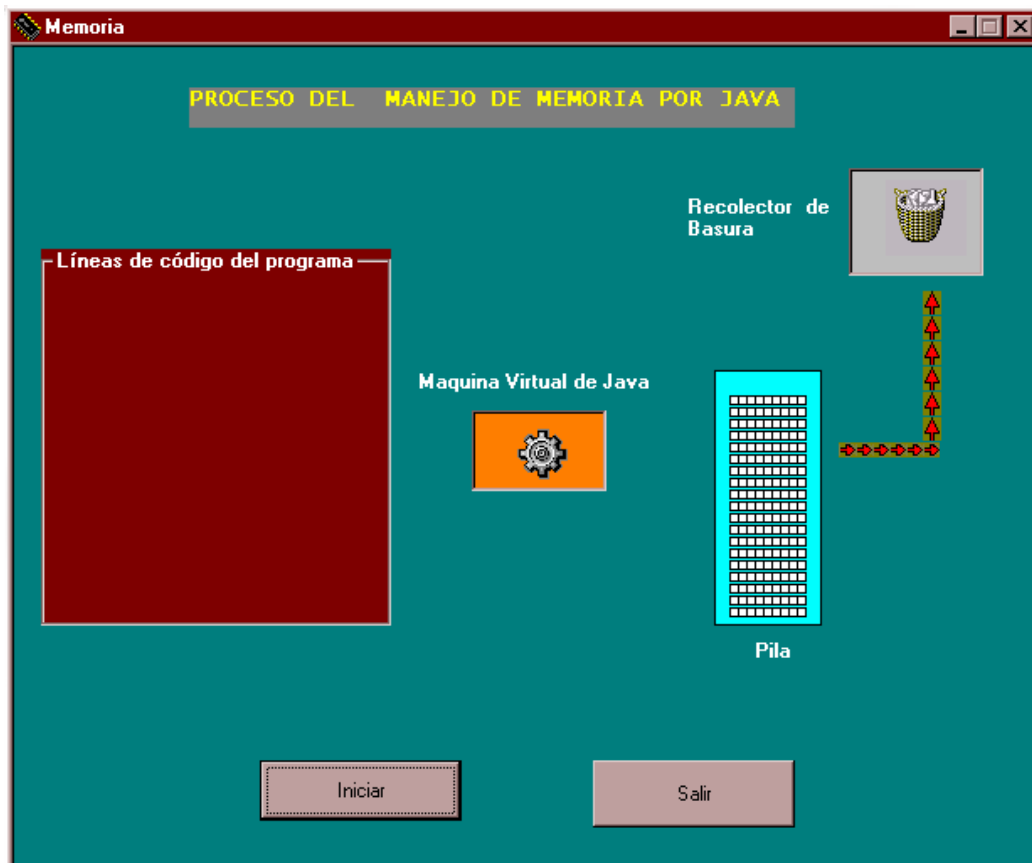 Memoria
PROCESO DEL MANEJO DE MEMORIA POR JAVA
Recolector de
Basura
Líneas de código del programa
Maquina Virtual de Java
Pila
Iniciar
Salir